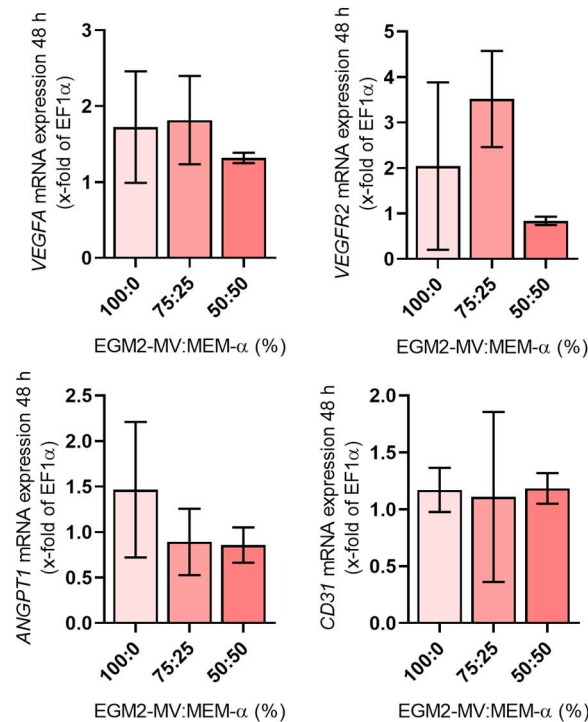 VEGFA mRNA expression 48 h
(x-fold of EF1α)
3
2
1
0
100:0
75:25
50:50
EGM2-MV:MEM-α (%)
VEGFR2 mRNA expression 48 h
(x-fold of EF1α)
5
4
3
2
1
0
100:0
75:25
50:50
EGM2-MV:MEM-α (%)
ANGPT1 mRNA expression 48 h
(x-fold of EF1α)
2.5
2.0
1.5
1.0
0.5
0.0
100:0
75:25
50:50
EGM2-MV:MEM-α (%)
CD31 mRNA expression 48 h
(x-fold of EF1α)
2.0
1.5
1.0
0.5
0.0
100:0
75:25
50:50
EGM2-MV:MEM-α (%)